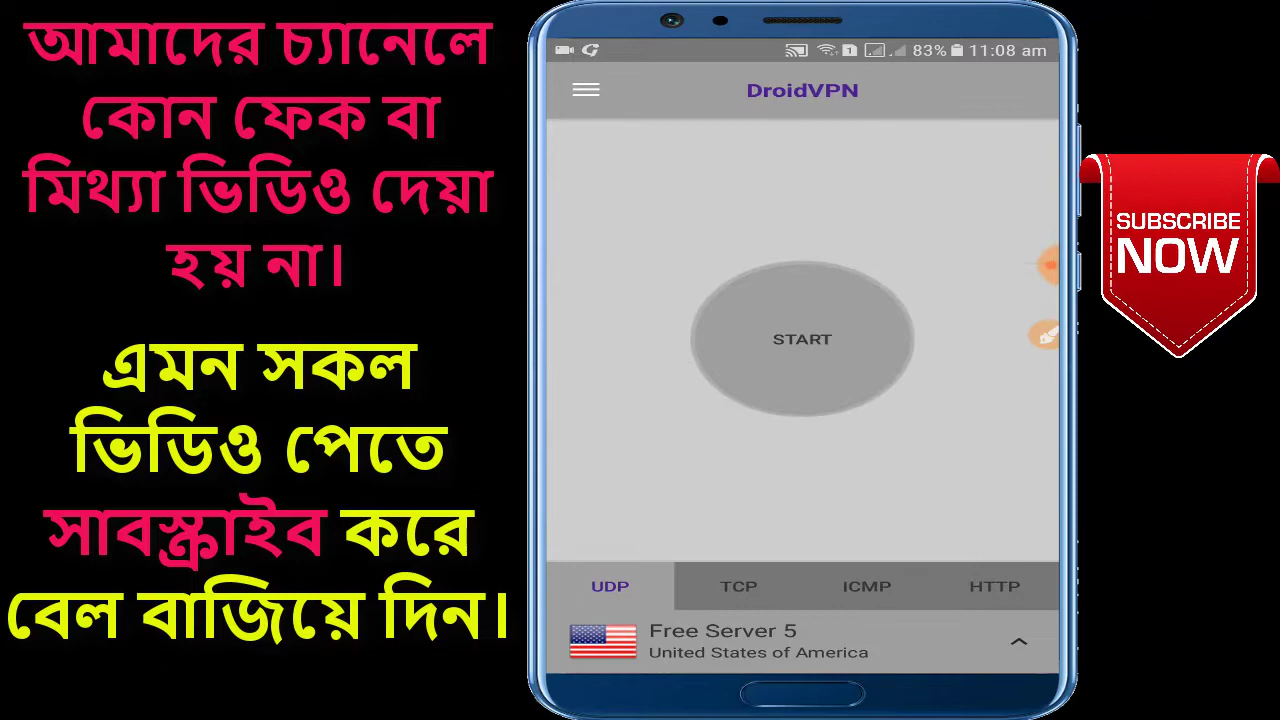 আমাদের চ্যানেলে
কোন ফেক বা
মিথ্যা ভিডিও দেয়া
হয় না।
এমন সকল
ভিডিও পেতে
সাবস্ক্রাইব করে
বেল বাজিয়ে দিন।
1 83% 11:08 am
DroidVPN
START
UDP TCP ICMP HTTP
Free Server 5
United States of America
SUBSCRIBE
NOW